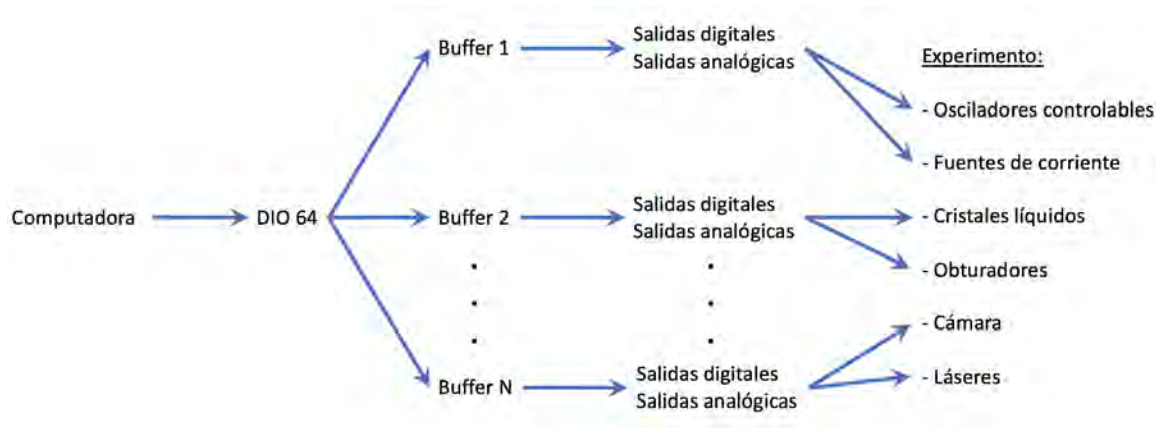 Computadora
DIO 64
Buffer 1
Salidas digitales
Salidas analógicas
Buffer 2
Salidas digitales
Salidas analógicas
Buffer N
Salidas digitales
Salidas analógicas
Experimento:
- Osciladores controlables
- Fuentes de corriente
- Cristales líquidos
- Obturadores
- Cámara
- Láseres